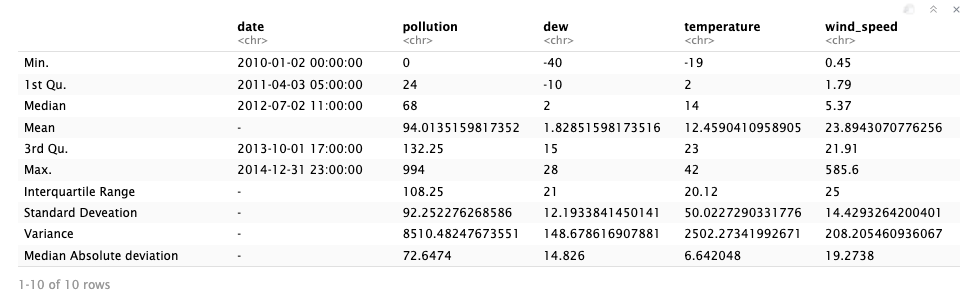 date pollution dew temperature wind_speed
<chr> <chr> <chr> <chr> <chr>
Min. 2010-01-02 00:00:00 0 -40 -19 0.45
1st Qu. 2011-04-03 05:00:00 24 -10 2 1.79
Median 2012-07-02 11:00:00 68 2 14 5.37
Mean - 94.0135159817352 1.82851598173516 12.4590410958905 23.8943070776256
3rd Qu. 2013-10-01 17:00:00 132.25 15 23 21.91
Max. 2014-12-31 23:00:00 994 28 42 585.6
Interquartile Range - 108.25 21 20.12 25
Standard Deveation - 92.252276268586 12.1933841450141 50.0227290331776 14.4293264200401
Variance - 8510.48247673551 148.678616907881 2502.27341992671 208.205460936067
Median Absolute deviation - 72.6474 14.826 6.642048 19.2738
1-10 of 10 rows